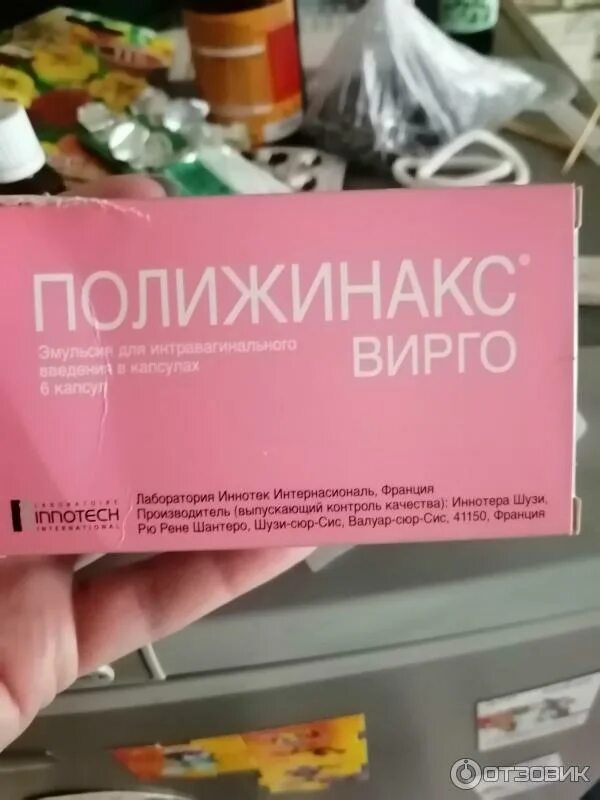 ПОЛИЖИНАКС®
ВИРГО
Эмульсия для интравагинального
введения в капсулах
6 капсул
LABORATOIRE
INNOTECH
INTERNATIONAL
Лаборатория Иннотек Интернасиональ, Франция
Производитель (выпускающий контроль качества): Иннотера Шузи,
Рю Рене Шантеро, Шузи-сюр-Сис, Валуар-сюр-Сис, 41150, Франция
ОТЗОВИК